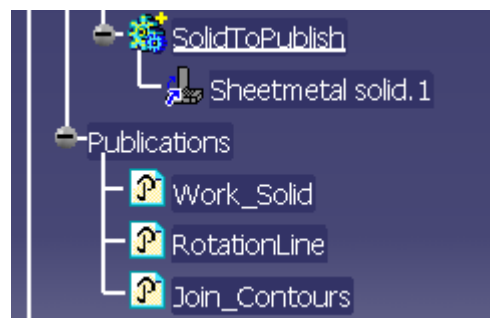 SolidToPublish
Sheetmetal solid.1
Publications
Work_Solid
RotationLine
Join_Contours